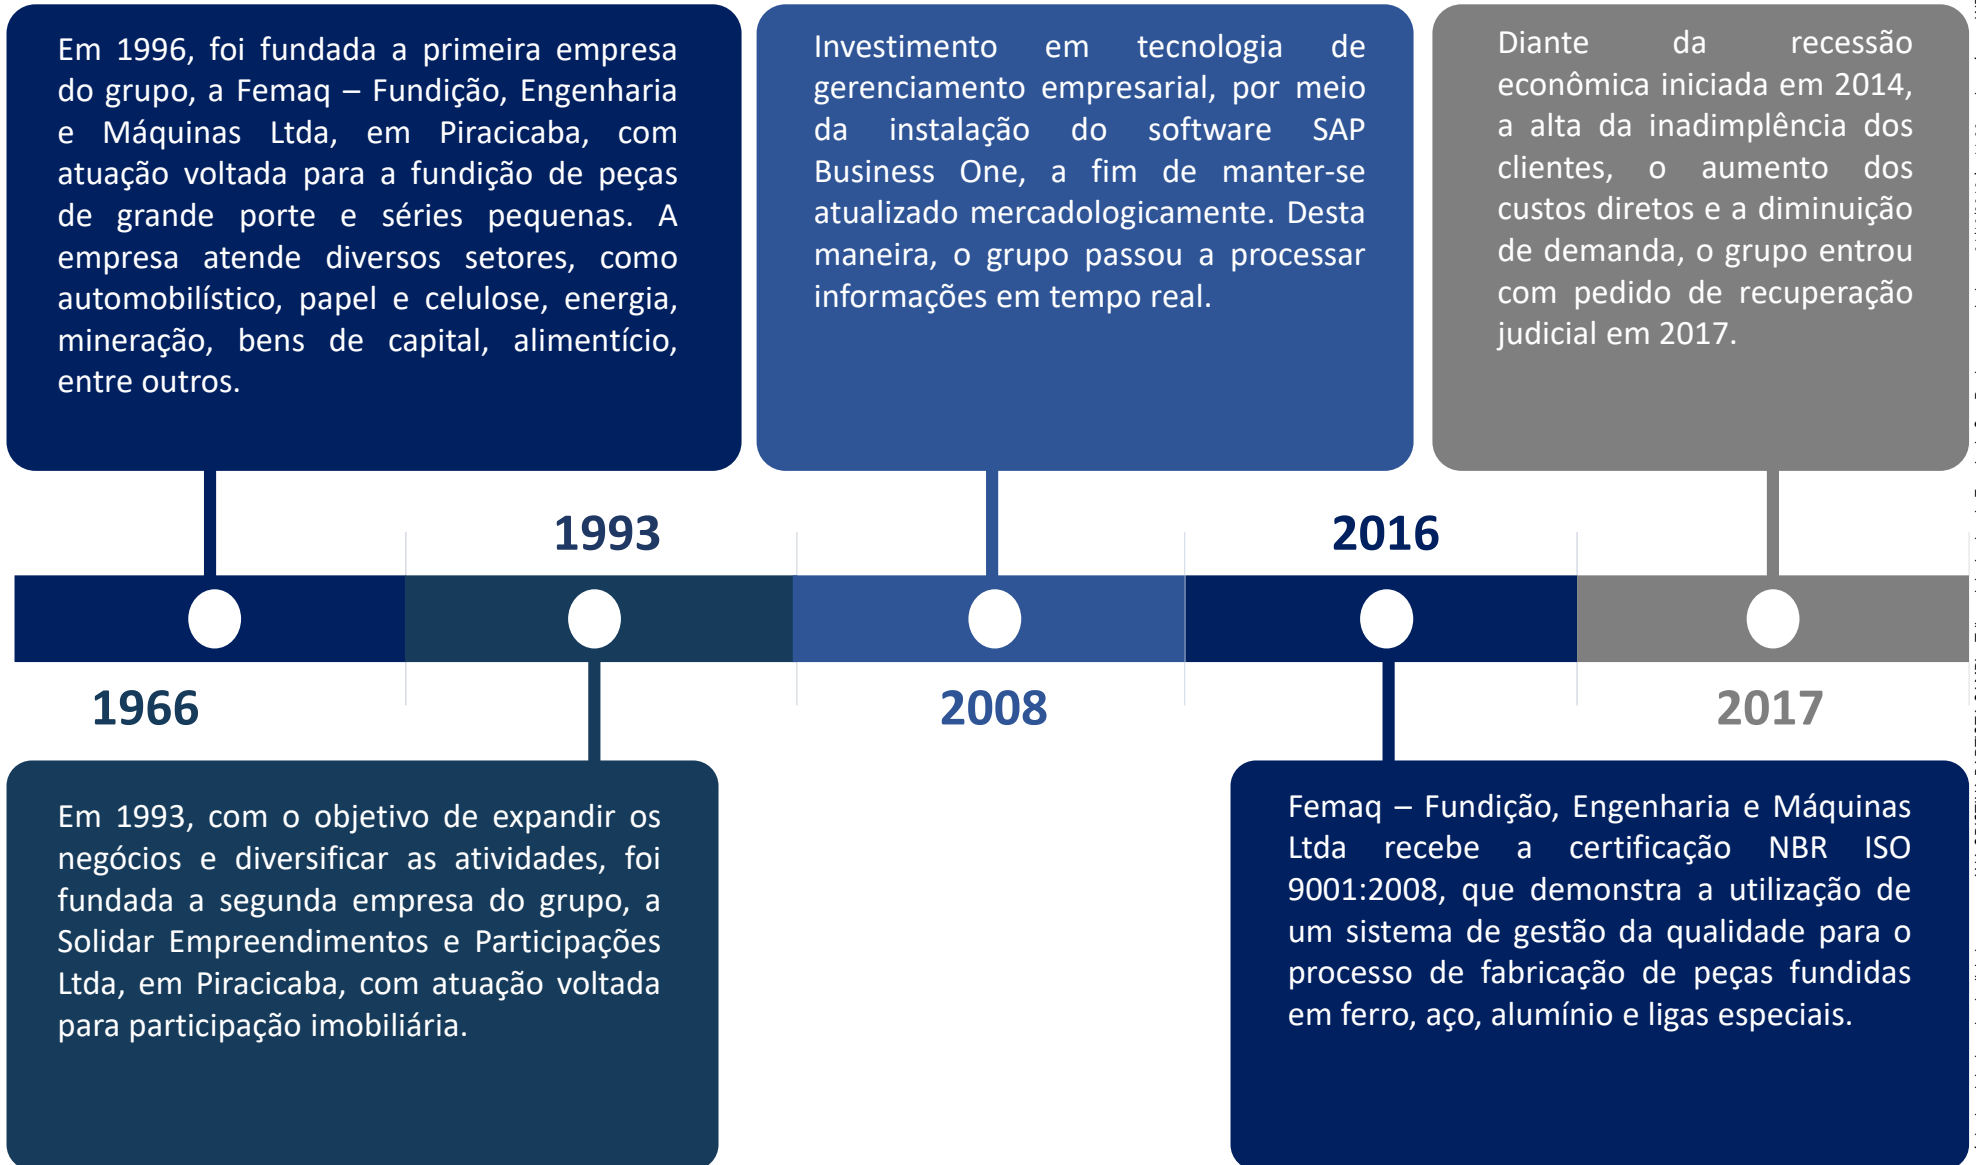 Em 1996, foi fundada a primeira empresa
do grupo, a Femaq – Fundição, Engenharia
e Máquinas Ltda, em Piracicaba, com
atuação voltada para a fundição de peças
de grande porte e séries pequenas. A
empresa atende diversos setores, como
automobilístico, papel e celulose, energia,
mineração, bens de capital, alimentício,
entre outros.
Investimento em tecnologia de
gerenciamento empresarial, por meio
da instalação do software SAP
Business One, a fim de manter-se
atualizado mercadologicamente. Desta
maneira, o grupo passou a processar
informações em tempo real.
Diante da recessão
econômica iniciada em 2014,
a alta da inadimplência dos
clientes, o aumento dos
custos diretos e a diminuição
de demanda, o grupo entrou
com pedido de recuperação
judicial em 2017.
1993
2016
1966
2008
2017
Em 1993, com o objetivo de expandir os
negócios e diversificar as atividades, foi
fundada a segunda empresa do grupo, a
Solidar Empreendimentos e Participações
Ltda, em Piracicaba, com atuação voltada
para participação imobiliária.
Femaq – Fundição, Engenharia e Máquinas
Ltda recebe a certificação NBR ISO
9001:2008, que demonstra a utilização de
um sistema de gestão da qualidade para o
processo de fabricação de peças fundidas
em ferro, aço, alumínio e ligas especiais.